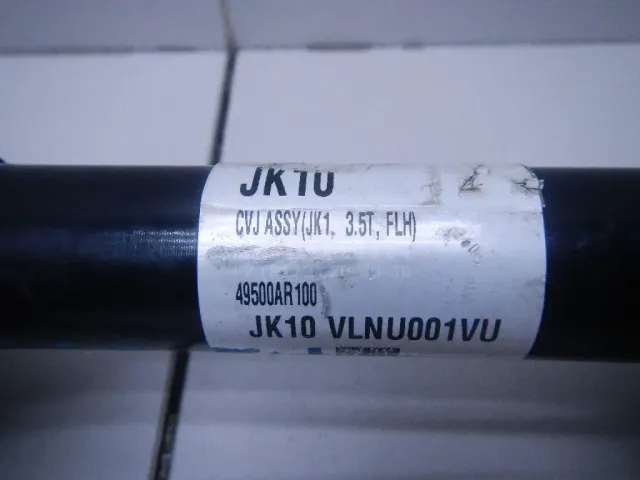 JK10
CVJ ASSY(JK1, 3.5T, FLH)
49500AR100
JK10 VLNU001VU